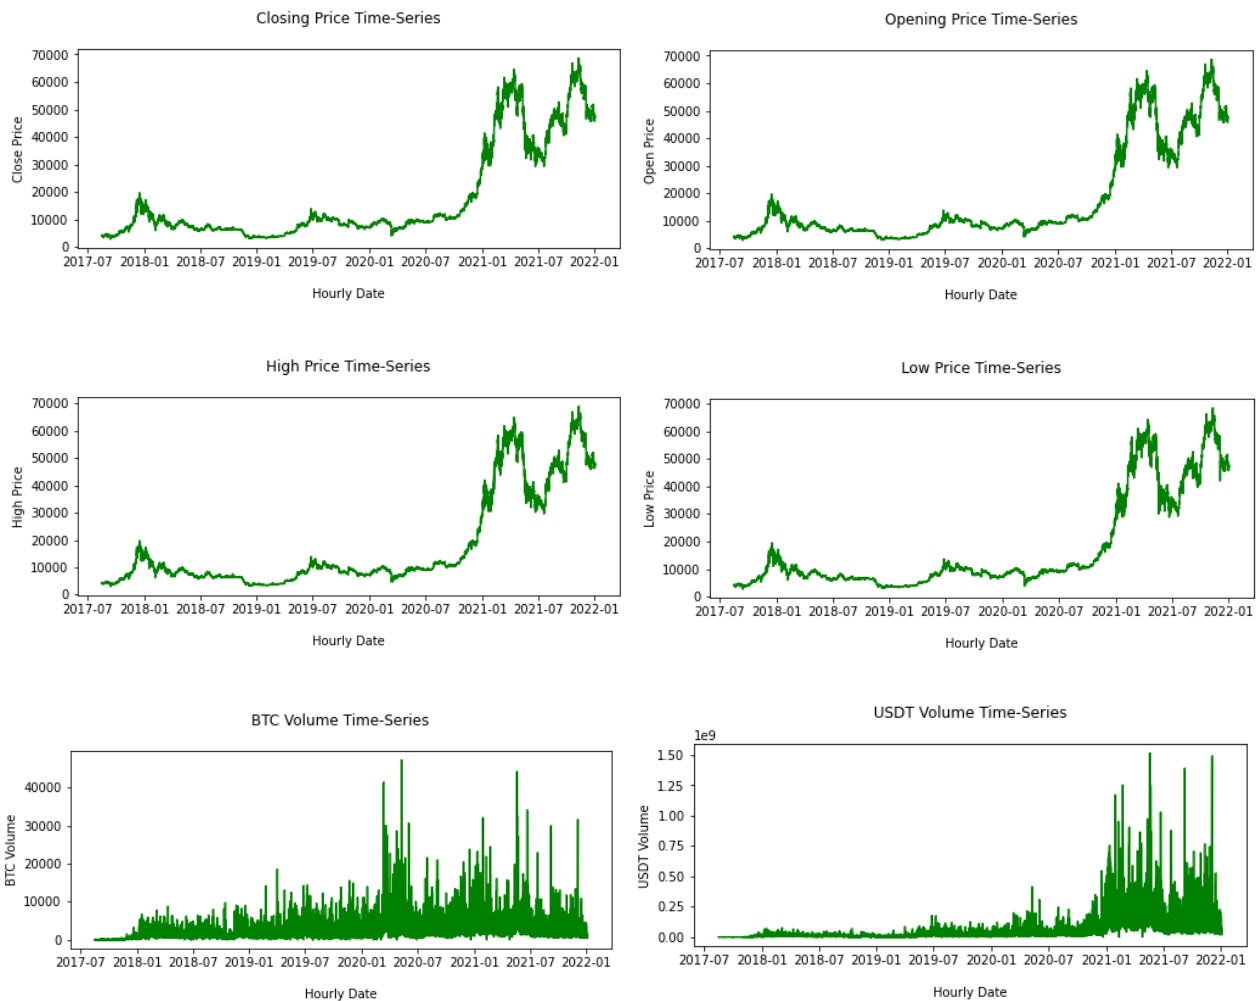 Closing Price Time-Series
Close Price
70000
60000
50000
40000
30000
20000
10000
0
2017-07 2018-01 2018-07 2019-01 2019-07 2020-01 2020-07 2021-01 2021-07 2022-01
Hourly Date
Opening Price Time-Series
Open Price
70000
60000
50000
40000
30000
20000
10000
0
2017-07 2018-01 2018-07 2019-01 2019-07 2020-01 2020-07 2021-01 2021-07 2022-01
Hourly Date
High Price Time-Series
High Price
70000
60000
50000
40000
30000
20000
10000
0
2017-07 2018-01 2018-07 2019-01 2019-07 2020-01 2020-07 2021-01 2021-07 2022-01
Hourly Date
Low Price Time-Series
Low Price
70000
60000
50000
40000
30000
20000
10000
0
2017-07 2018-01 2018-07 2019-01 2019-07 2020-01 2020-07 2021-01 2021-07 2022-01
Hourly Date
BTC Volume Time-Series
BTC Volume
40000
30000
20000
10000
0
2017-07 2018-01 2018-07 2019-01 2019-07 2020-01 2020-07 2021-01 2021-07 2022-01
Hourly Date
USDT Volume Time-Series
1e9
USDT Volume
1.50
1.25
1.00
0.75
0.50
0.25
0.00
2017-07 2018-01 2018-07 2019-01 2019-07 2020-01 2020-07 2021-01 2021-07 2022-01
Hourly Date